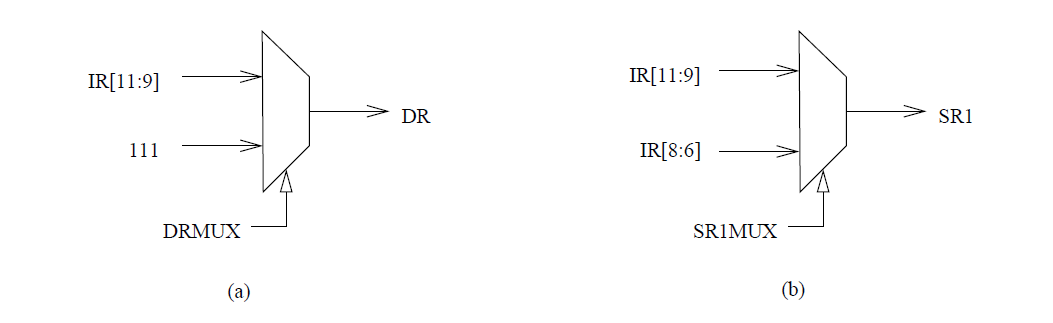 IR[11:9]
111
DR
DRMUX
(a)
IR[11:9]
IR[8:6]
SR1
SR1MUX
(b)